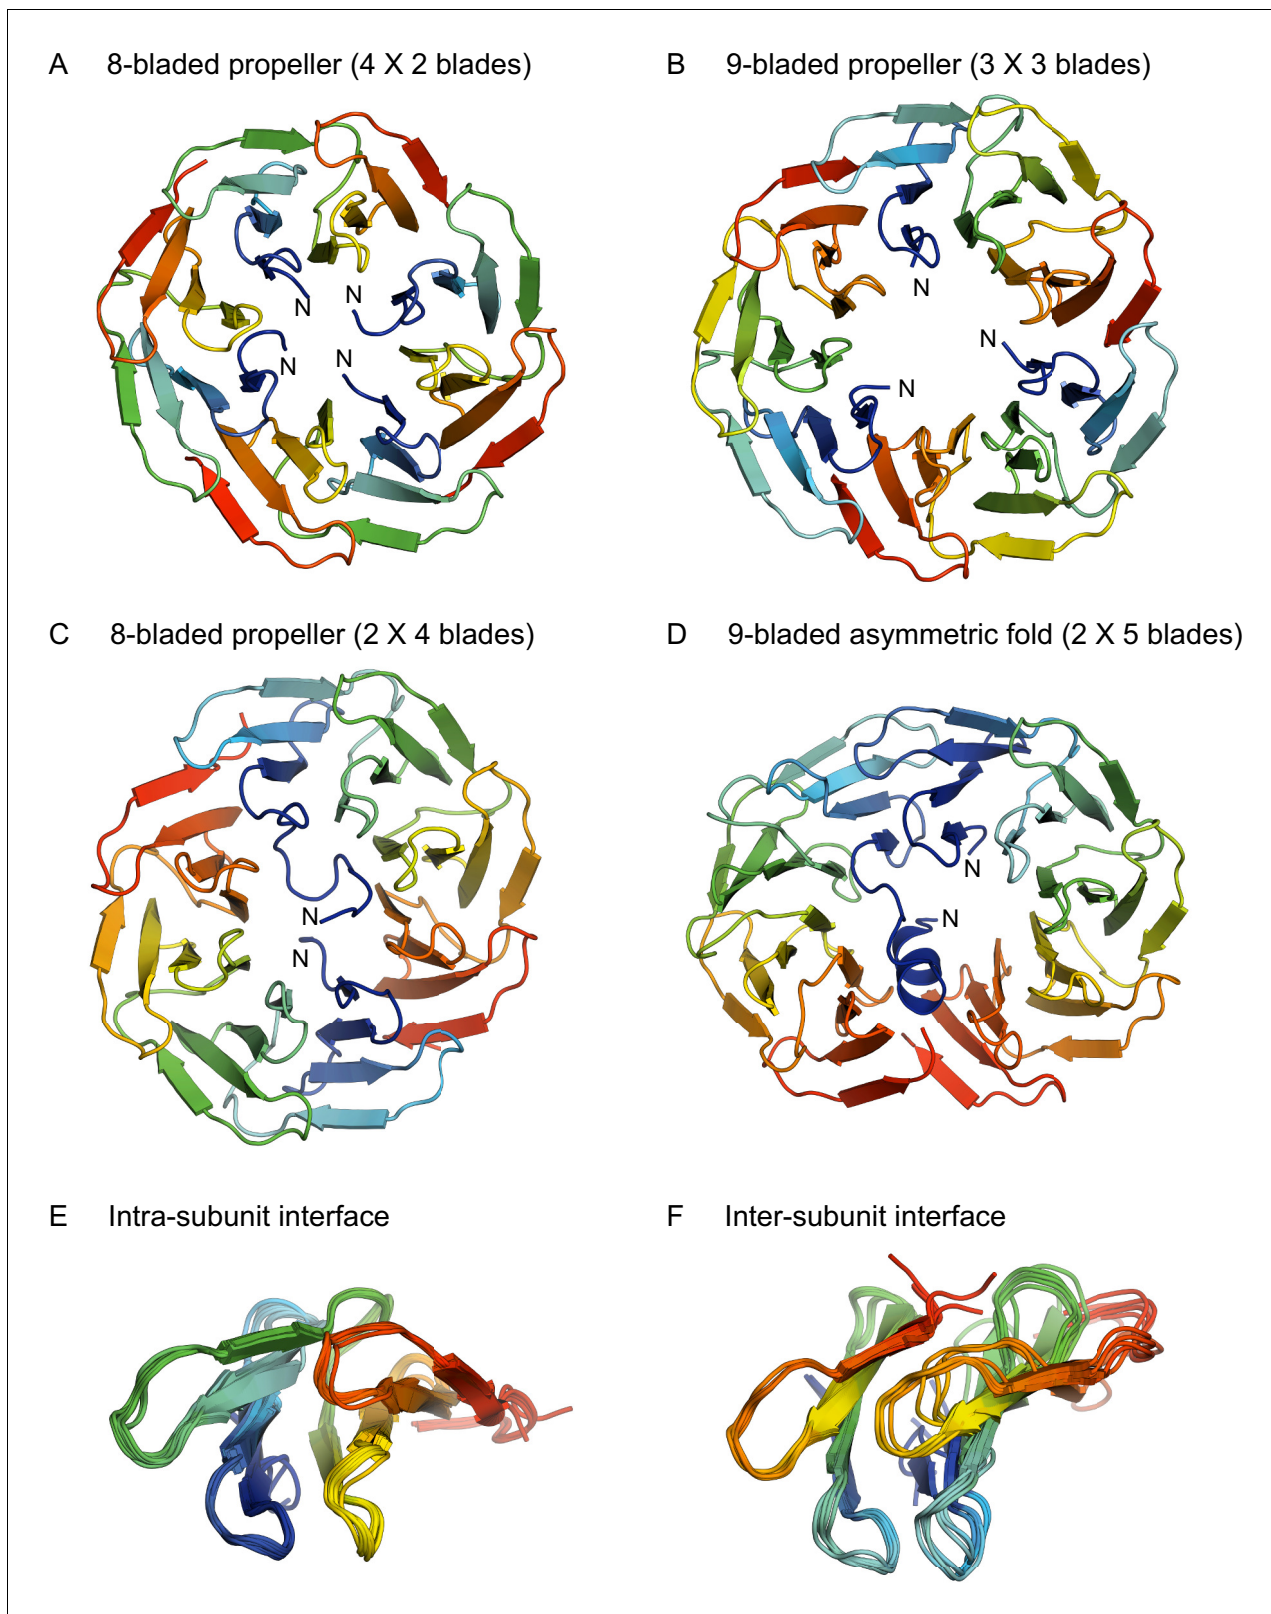 A 8-bladed propeller (4 X 2 blades)
B 9-bladed propeller (3 X 3 blades)
N
N
N
N
N
N
N
C 8-bladed propeller (2 X 4 blades)
D 9-bladed asymmetric fold (2 X 5 blades)
N
N
N
N
E Intra-subunit interface
F Inter-subunit interface